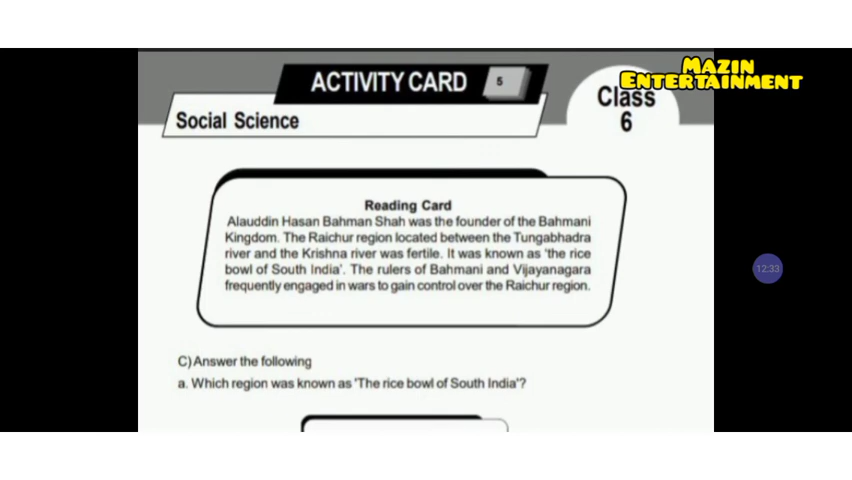 MAZIN
ENTERTAINMENT
ACTIVITY CARD 5
Class
6
Social Science
Reading Card
Alauddin Hasan Bahman Shah was the founder of the Bahmani
Kingdom. The Raichur region located between the Tungabhadra
river and the Krishna river was fertile. It was known as 'the rice
bowl of South India'. The rulers of Bahmani and Vijayanagara
frequently engaged in wars to gain control over the Raichur region.
12:33
C)Answer the following
a. Which region was known as 'The rice bowl of South India'?